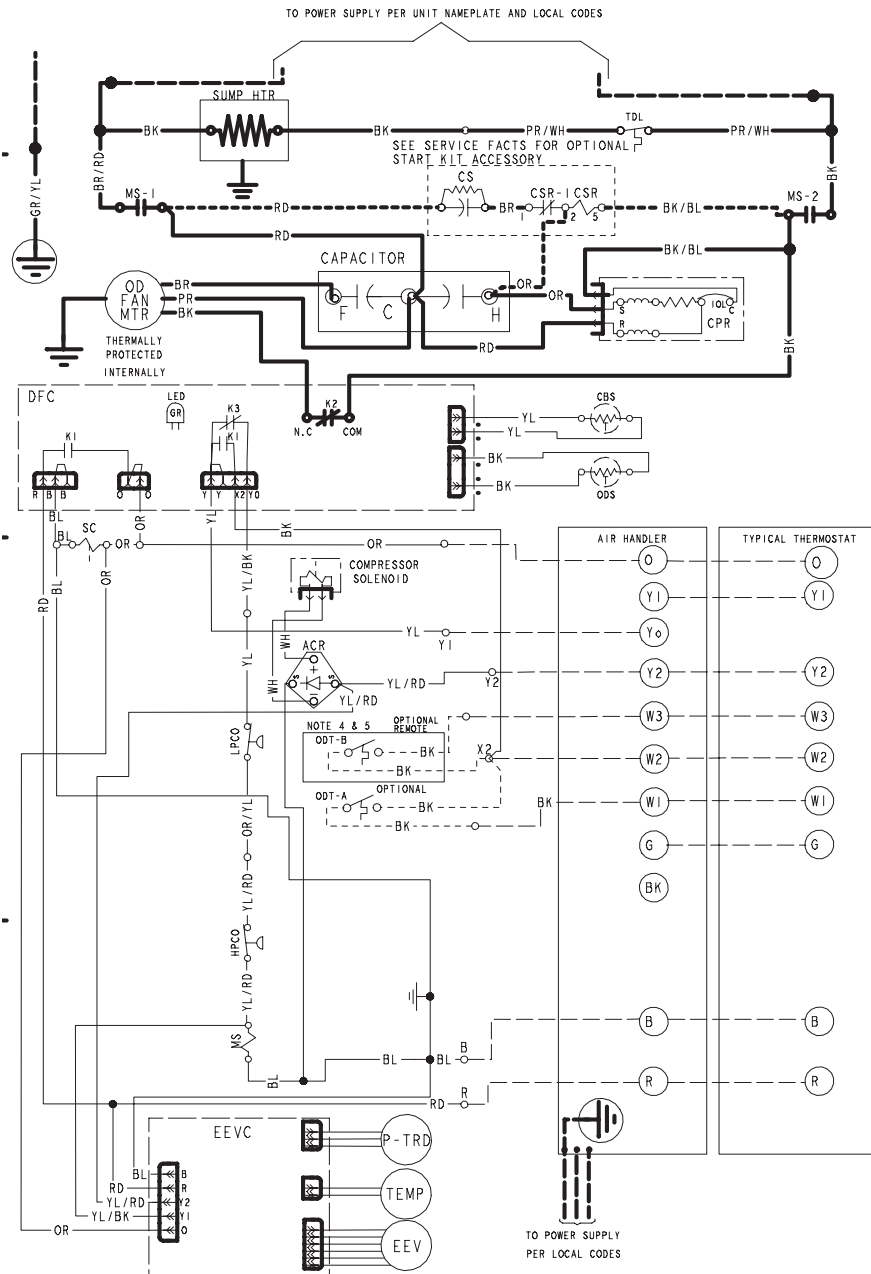 TO POWER SUPPLY PER UNIT NAMEPLATE AND LOCAL CODES
SUMP HTR
TDL
BK
BK
PR/WH
PR/WH
SEE SERVICE FACTS FOR OPTIONAL
START KIT ACCESSORY
GR/YL
BR/RD
BK
MS-1
RD
CS
BR
CSR-1
CSR
1
2
5
BK/BL
MS-2
RD
BK/BL
CAPACITOR
OD
FAN
MTR
BR
PR
BK
F
C
H
OR
OR
S
R
IOL
C
CPR
RD
BK
THERMALLY
PROTECTED
INTERNALLY
DFC
LED
GR
K3
K1
K2
N.C
COM
K1
YL
YL
CBS
BK
BK
ODS
R
B
B
O
O
Y
Y
X2
YO
BL
OR
YL
BK
SC
BL
OR
OR
RD
BL
OR
YL/BK
COMPRESSOR
SOLENOID
AIR HANDLER
TYPICAL THERMOSTAT
O
O
Y1
Y1
YL
Y1
Yo
WH
ACR
+
S
S
–
WH
YL
YL/RD
YL/RD
Y2
Y2
Y2
NOTE 4 & 5
OPTIONAL
REMOTE
ODT-B
BK
BK
X2
W3
W3
W2
W2
LPCO
ODT-A
OPTIONAL
BK
BK
BK
W1
W1
OR/YL
G
G
YL/RD
BK
HPCO
YL/RD
MS
BL
BL
BL
B
B
B
RD
R
R
R
EEVC
P-TRD
TEMP
EEV
BL
B
RD
R
YL/RD
Y2
YL/BK
Y1
OR
O
TO POWER SUPPLY
PER LOCAL CODES